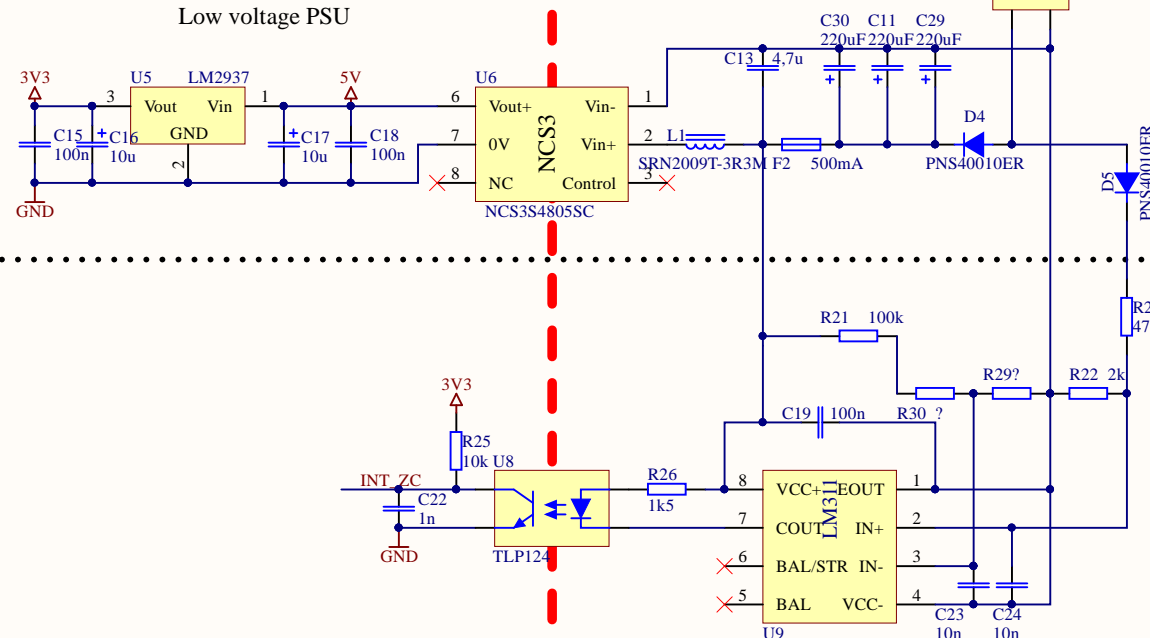 Low voltage PSU
C30
C11
C29
220uF
220uF
220uF
C13
4,7u
3V3
U5
LM2937
5V
U6
3
Vout
Vin
1
6
Vout+
Vin-
1
GND
C15
100n
C16
10u
2
C17
10u
C18
100n
7
0V
NCS3
Vin+
2
L1
SRN2009T-3R3M
F2
500mA
D4
PNS40010ER
8
NC
Control
3
D5
PNS40010ER
GND
NCS3S4805SC
R21
100k
R2
47
3V3
R29?
R22
2k
R30
?
C19
100n
R25
10k
U8
INT_ZC
R26
1k5
8
VCC+
EOUT
1
C22
1n
7
COUT
LM311
IN+
2
GND
TLP124
6
BAL/STR
IN-
3
5
BAL
VCC-
4
C23
10n
C24
10n
U9